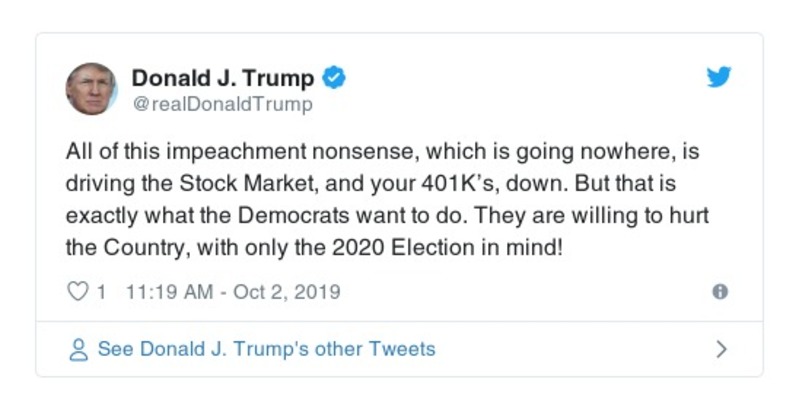 Donald J. Trump
@realDonaldTrump
All of this impeachment nonsense, which is going nowhere, is
driving the Stock Market, and your 401K’s, down. But that is
exactly what the Democrats want to do. They are willing to hurt
the Country, with only the 2020 Election in mind!
1 11:19 AM - Oct 2, 2019
See Donald J. Trump's other Tweets